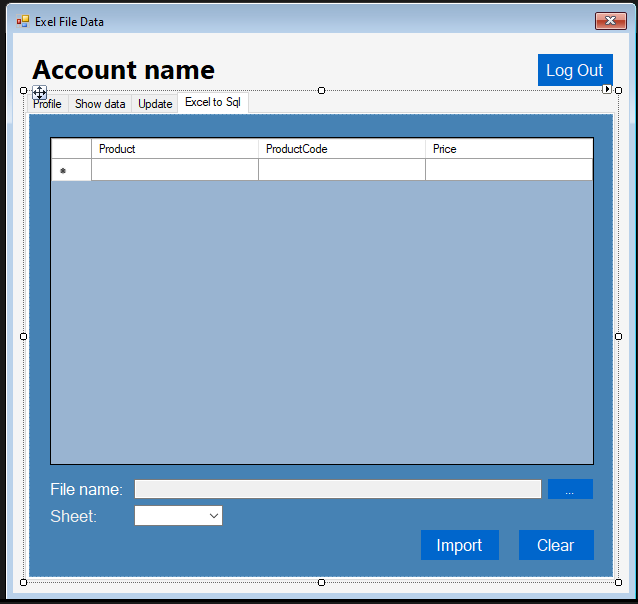 Exel File Data
Account name
Log Out
Profile Show data Update Excel to Sql
Product ProductCode Price
File name: ...
Sheet:
Import Clear